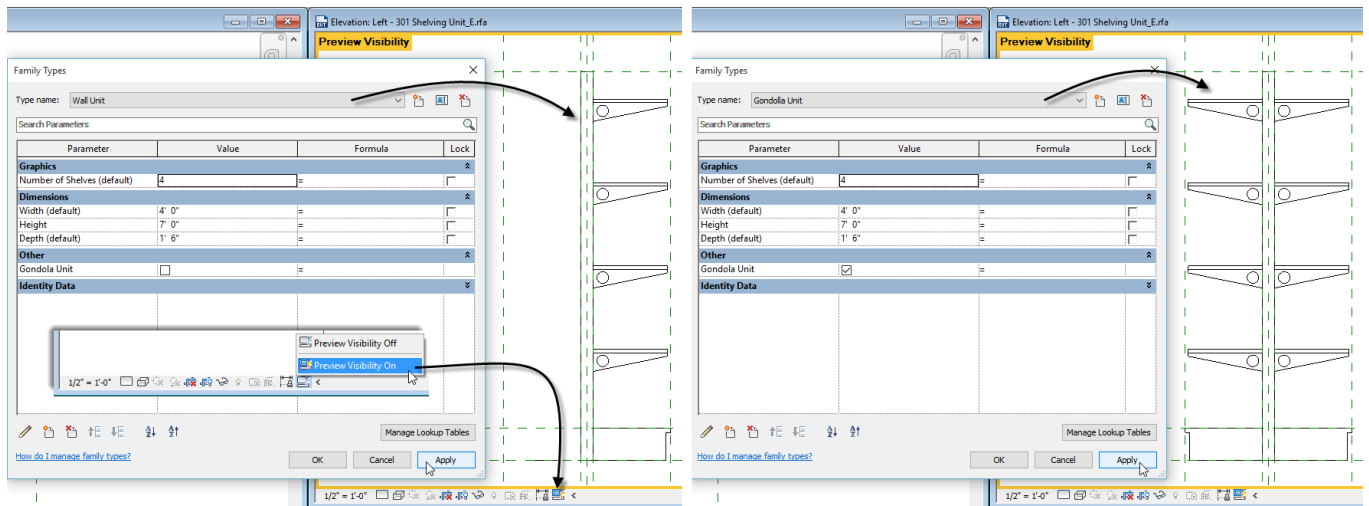 Elevation: Left - 301 Shelving Unit_E.rfa
Preview Visibility
Family Types
Type name: Wall Unit
Search Parameters
Parameter Value Formula Lock
Graphics
Number of Shelves (default) 4 =
Dimensions
Width (default) 4' 0" =
Height 7' 0" =
Depth (default) 1' 6" =
Other
Gondola Unit =
Identity Data
Preview Visibility Off
Preview Visibility On
1/2" = 1'-0"
Manage Lookup Tables
How do I manage family types?
OK Cancel Apply
1/2" = 1'-0"
Elevation: Left - 301 Shelving Unit_E.rfa
Preview Visibility
Family Types
Type name: Gondolla Unit
Search Parameters
Parameter Value Formula Lock
Graphics
Number of Shelves (default) 4 =
Dimensions
Width (default) 4' 0" =
Height 7' 0" =
Depth (default) 1' 6" =
Other
Gondola Unit =
Identity Data
Manage Lookup Tables
How do I manage family types?
OK Cancel Apply
1/2" = 1'-0"